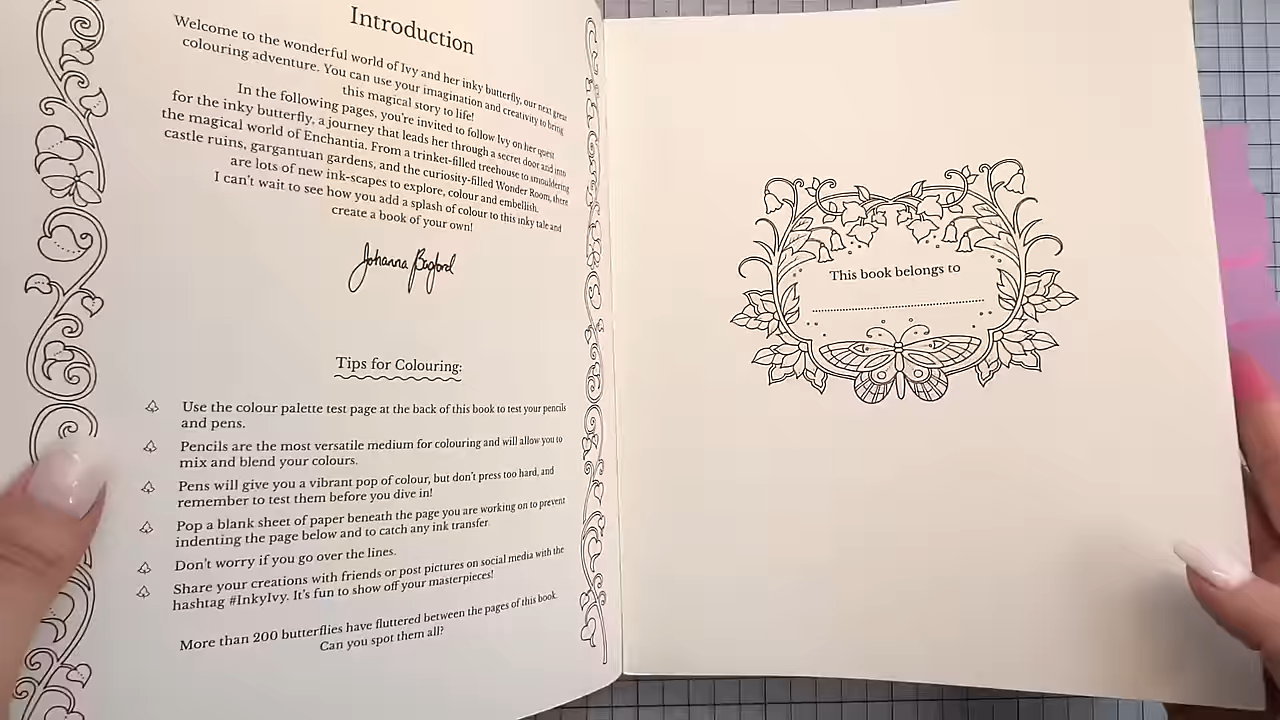 Introduction
Welcome to the wonderful world of Ivy and her inky butterfly, our next great
colouring adventure. You can use your imagination and creativity to bring
this magical story to life!
In the following pages, you're invited to follow Ivy on her quest
for the inky butterfly, a journey that leads her through a secret door and into
the magical world of Enchantia. From a trinket-filled treehouse to smouldering
castle ruins, gargantuan gardens, and the curiosity-filled Wonder Room, there
are lots of new ink-scapes to explore, colour and embellish.
I can't wait to see how you add a splash of colour to this inky tale and
create a book of your own!
Johanna Basford
Tips for Colouring:
Use the colour palette test page at the back of this book to test your pencils
and pens.
Pencils are the most versatile medium for colouring and will allow you to
mix and blend your colours.
Pens will give you a vibrant pop of colour, but don't press too hard, and
remember to test them before you dive in!
Pop a blank sheet of paper beneath the page you are working on to prevent
indenting the page below and to catch any ink transfer.
Don't worry if you go over the lines.
Share your creations with friends or post pictures on social media with the
hashtag #InkyIvy. It's fun to show off your masterpieces!
More than 200 butterflies have fluttered between the pages of this book.
Can you spot them all?
This book belongs to